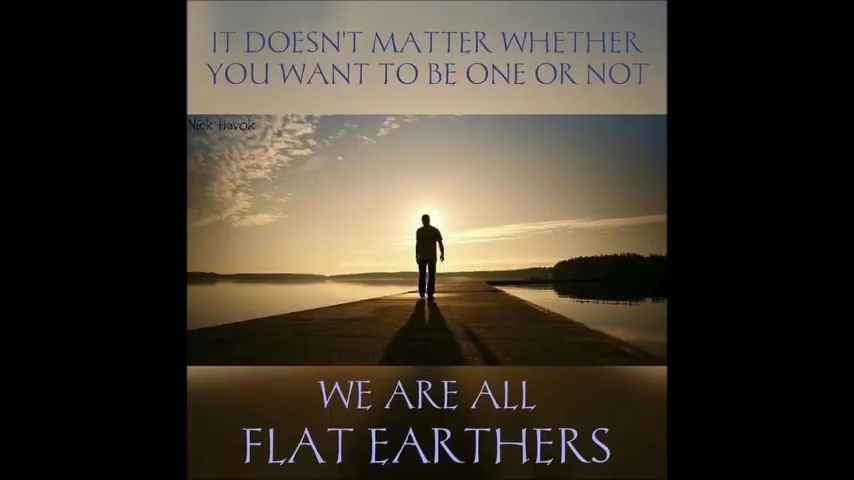 IT DOESN'T MATTER WHETHER
YOU WANT TO BE ONE OR NOT
Nick Havok
WE ARE ALL
FLAT EARTHERS